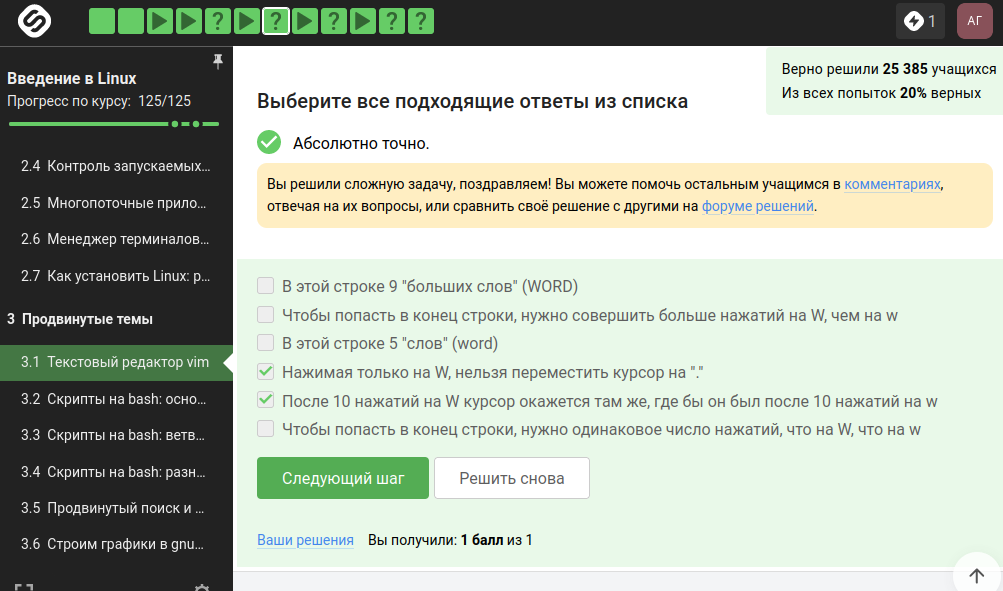 1
АГ
Введение в Linux
Прогресс по курсу: 125/125
2.4 Контроль запускаемых...
2.5 Многопоточные прило...
2.6 Менеджер терминалов...
2.7 Как установить Linux: р...
3 Продвинутые темы
3.1 Текстовый редактор vim
3.2 Скрипты на bash: осно...
3.3 Скрипты на bash: ветв...
3.4 Скрипты на bash: разн...
3.5 Продвинутый поиск и ...
3.6 Строим графики в gnu...
Верно решили 25 385 учащихся
Из всех попыток 20% верных
Выберите все подходящие ответы из списка
Абсолютно точно.
Вы решили сложную задачу, поздравляем! Вы можете помочь остальным учащимся в комментариях,
отвечая на их вопросы, или сравнить своё решение с другими на форуме решений.
В этой строке 9 "больших слов" (WORD)
Чтобы попасть в конец строки, нужно совершить больше нажатий на W, чем на w
В этой строке 5 "слов" (word)
Нажимая только на W, нельзя переместить курсор на "."
После 10 нажатий на W курсор окажется там же, где бы он был после 10 нажатий на w
Чтобы попасть в конец строки, нужно одинаковое число нажатий, что на W, что на w
Следующий шаг
Решить снова
Ваши решения Вы получили: 1 балл из 1